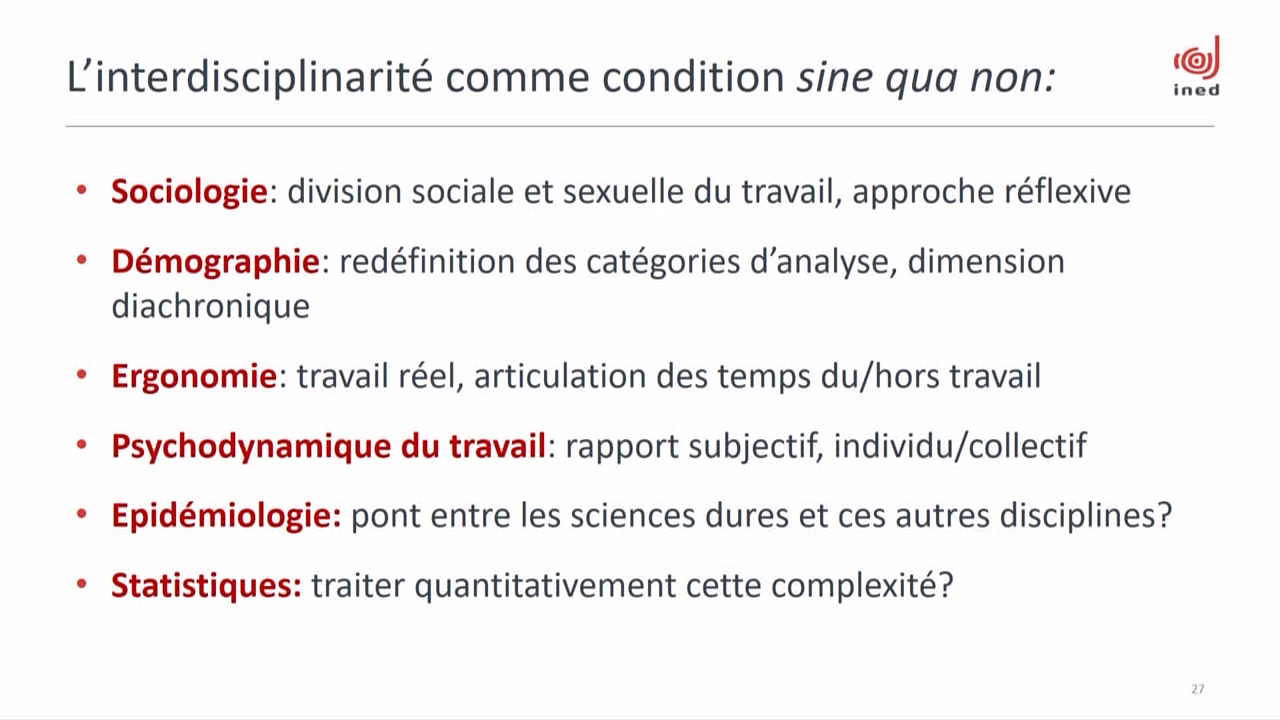 L’interdisciplinarité comme condition sine qua non:
ined
• Sociologie: division sociale et sexuelle du travail, approche réflexive
• Démographie: redéfinition des catégories d’analyse, dimension
diachronique
• Ergonomie: travail réel, articulation des temps du/hors travail
• Psychodynamique du travail: rapport subjectif, individu/collectif
• Epidémiologie: pont entre les sciences dures et ces autres disciplines?
• Statistiques: traiter quantitativement cette complexité?
27